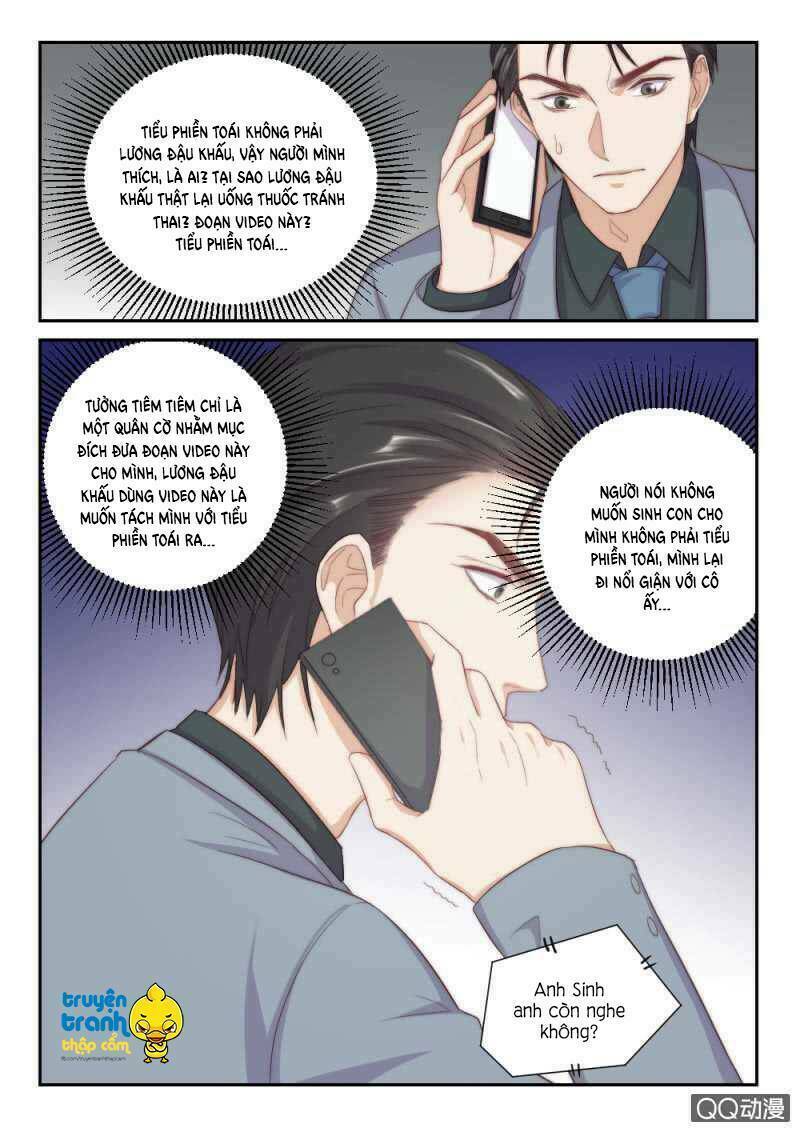 TIỂU PHIỀN TOÁI KHÔNG PHẢI
LƯƠNG ĐẬU KHẤU, VẬY NGƯỜI MÌNH
THÍCH, LÀ AI? TẠI SAO LƯƠNG ĐẬU
KHẤU THẬT LẠI UỐNG THUỐC TRÁNH
THAI? ĐOẠN VIDEO NÀY?
TIỂU PHIỀN TOÁI...
TƯỞNG TIÊM TIÊM CHỈ LÀ
MỘT QUÂN CỜ NHẰM MỤC
ĐÍCH ĐƯA ĐOẠN VIDEO NÀY
CHO MÌNH, LƯƠNG ĐẬU
KHẤU DÙNG VIDEO NÀY LÀ
MUỐN TÁCH MÌNH VỚI TIỂU
PHIỀN TOÁI RA...
NGƯỜI NÓI KHÔNG
MUỐN SINH CON CHO
MÌNH KHÔNG PHẢI TIỂU
PHIỀN TOÁI, MÌNH LẠI
ĐI NỔI GIẬN VỚI CÔ
ẤY...
Anh Sinh
anh còn nghe
không?
truyện
tranh
thập cẩm
QQ动漫